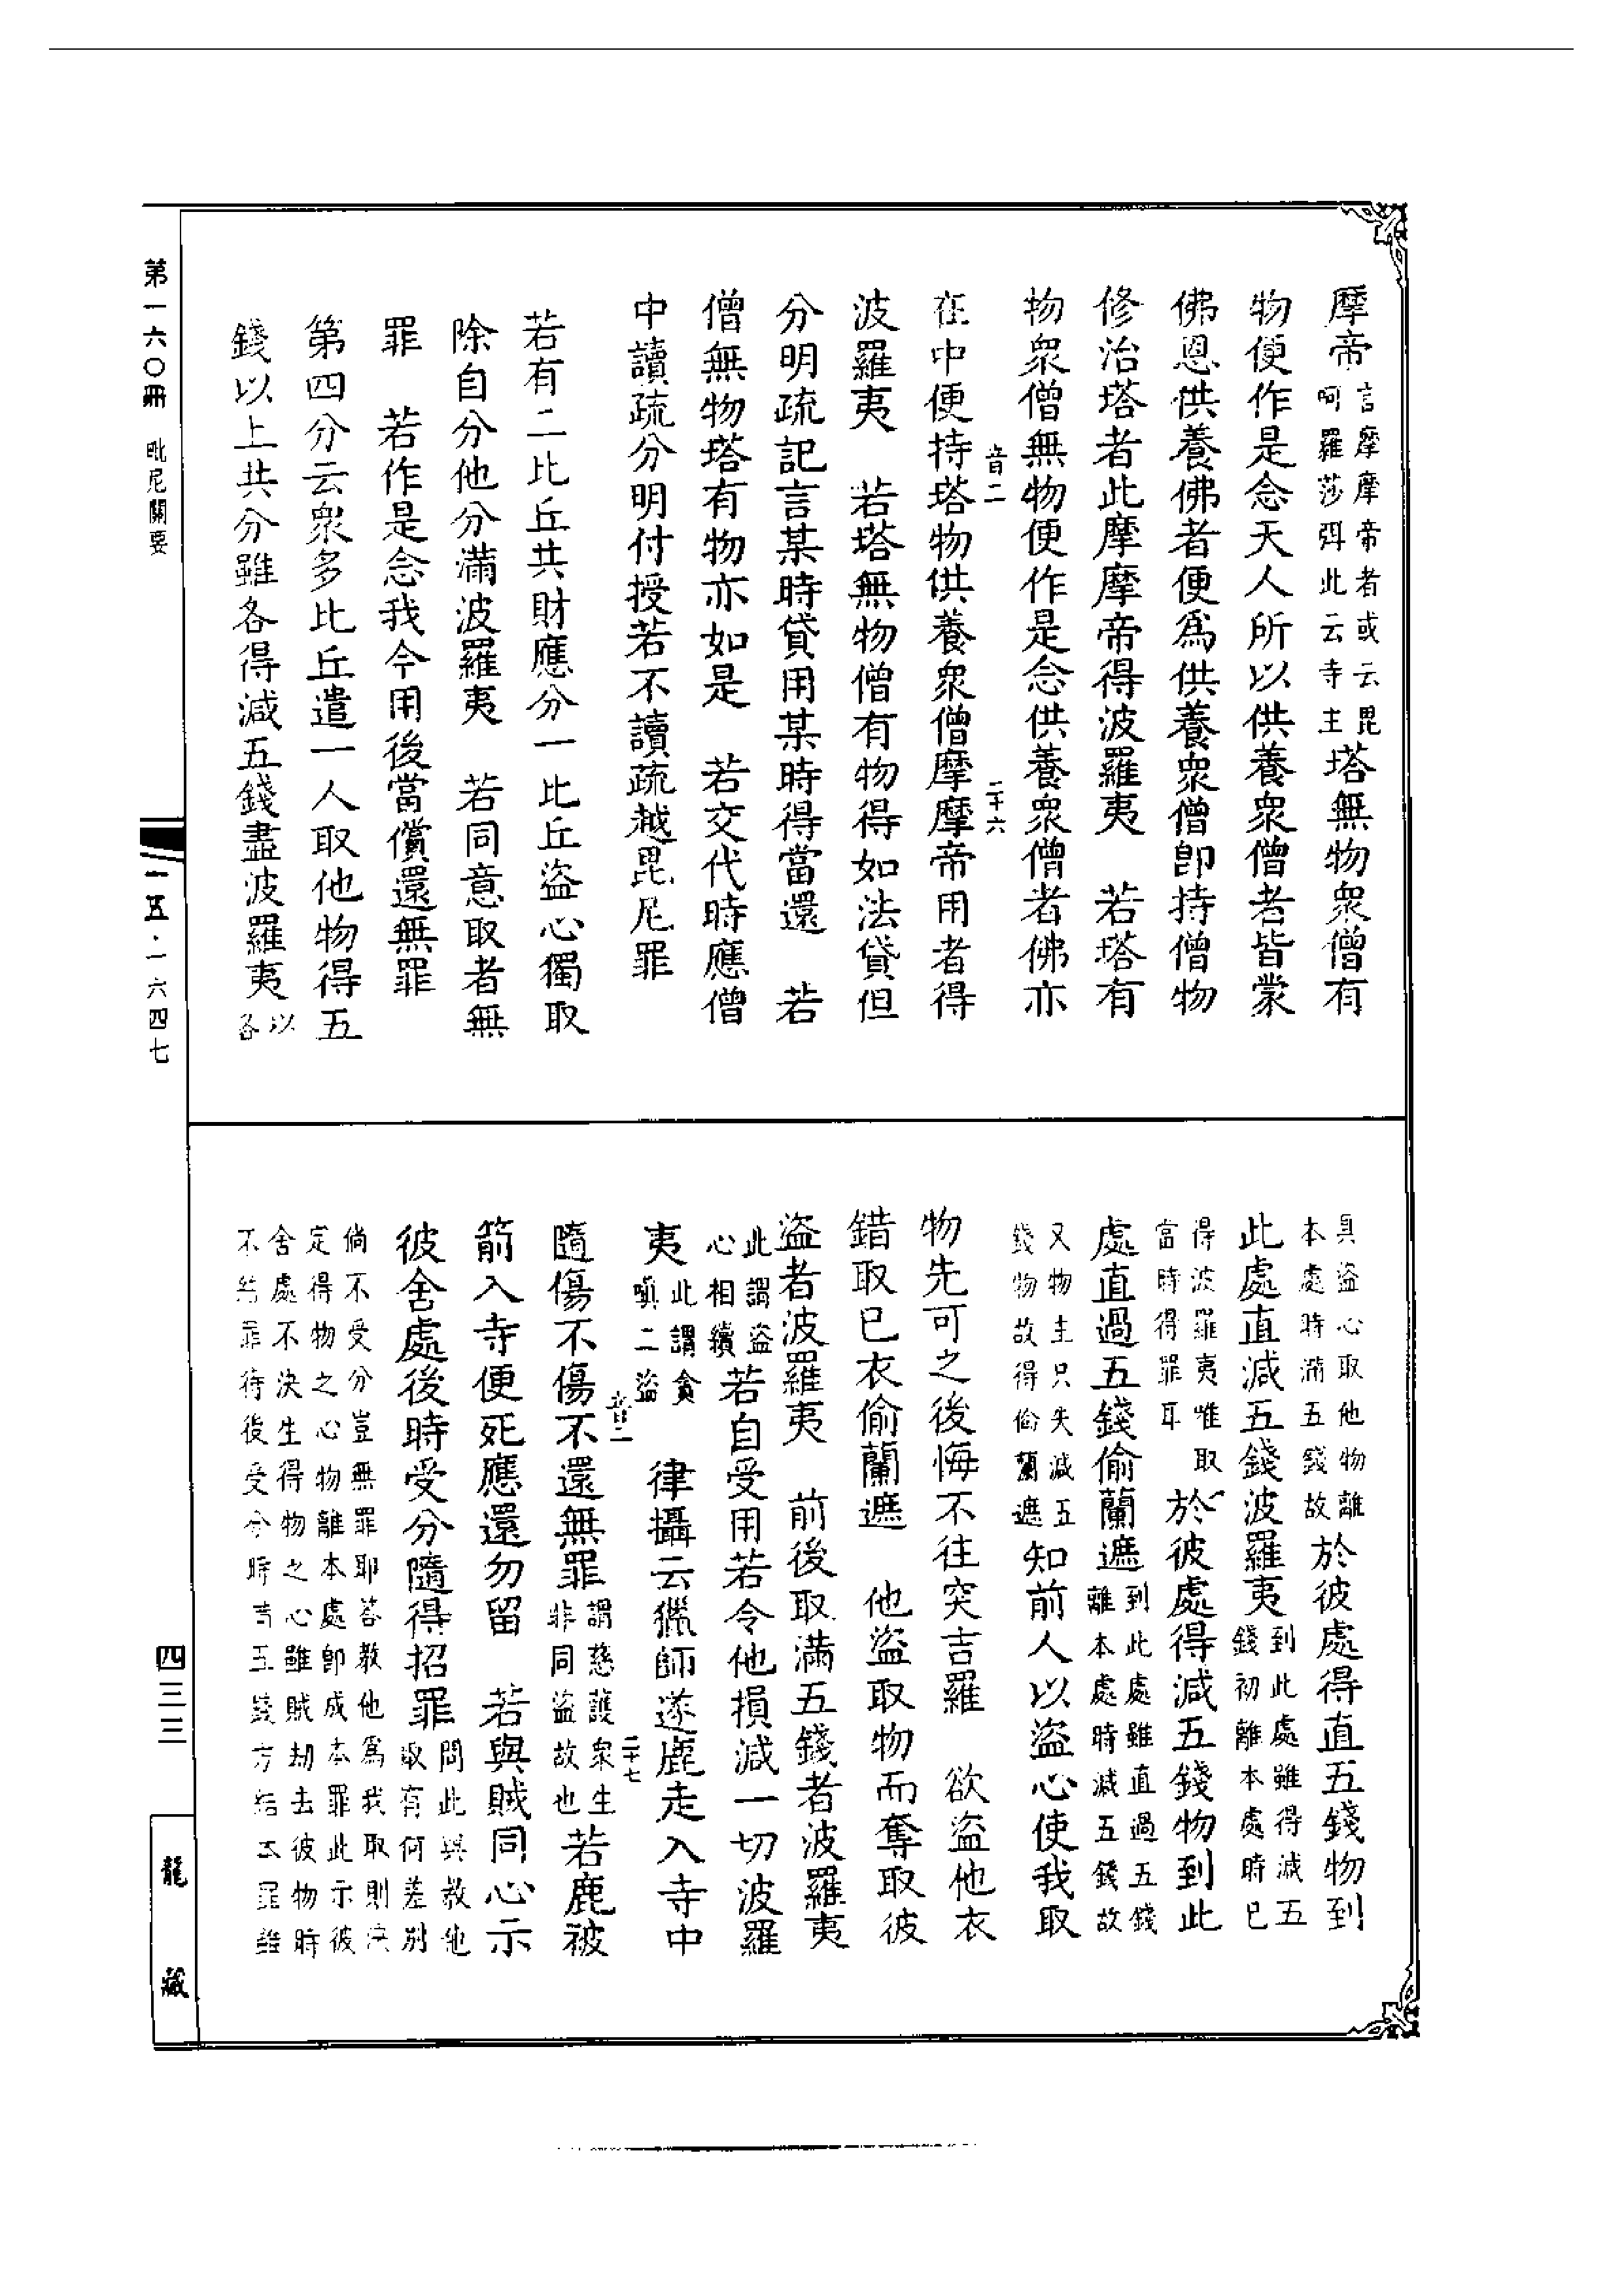 摩帝言摩摩帝者或云毘呵羅莎弭此云寺主塔無物衆僧有
物便作是念天人所以供養衆僧者皆蒙
佛恩供養佛者便爲供養衆僧即持僧物
修治塔者此摩摩帝得波羅夷　若塔有
物衆僧無物便作是念供養衆僧者佛亦
音二　二十六
在中便持塔物供養衆僧摩摩帝用者得
波羅夷　若塔無物僧有物得如法貸但
分明疏記言某時貸用某時得當還　若
僧無物塔有物亦如是　若交代時應僧
中讀疏分明付授若不讀疏越毘尼罪
若有二比丘共財應分一比丘盜心獨取
除自分他分滿波羅夷　若同意取者無
罪　若作是念我今用後當償還無罪
第四分云衆多比丘遣一人取他物得五
錢以上共分雖各得減五錢盡波羅夷以各
具盜心取他物離本處時滿五錢故於彼處得直五錢物到
此處直減五錢波羅夷到此處雖得減五錢初離本處時已
得波羅夷惟取當時得罪耳於彼處得減五錢物到此
處直過五錢偷蘭遮到此處雖直過五錢離本處時減五錢故
又物主只失減五錢物故得偷蘭遮知前人以盜心使我取
物先可之後悔不往突吉羅　欲盜他衣
錯取已衣偷蘭遮　他盜取物而奪取彼
盜者波羅夷　前後取滿五錢者波羅夷
此謂盜心相續若自受用若令他損減一切波羅
夷此謂貪嗔二盜　律攝云獵師逐鹿走入寺中
音二　二十七
隨傷不傷不還無罪謂慈護衆生非同盜故也若鹿被
箭入寺便死應還勿留　若與賊同心示
彼舍處後時受分隨得招罪問此與教他取有何差別
倘不受分豈無罪耶荅教他爲我取則決
定得物之心物離本處即成本罪此示彼
舍處不決生得物之心雖賊劫去彼物時
不結罪待後受分時直五錢方結本罪雖
第一六〇冊　毗尼關要
一五·一六四七
四三三
龍藏